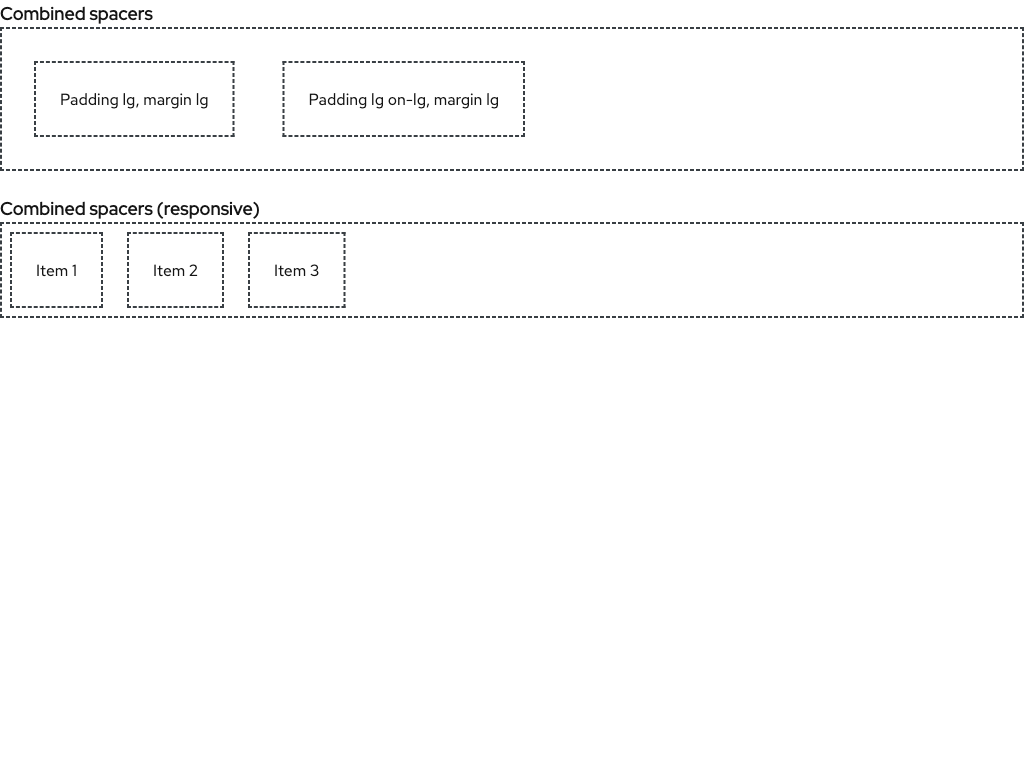 Combined spacers
Padding lg, margin lg
Padding lg on-lg, margin lg
Combined spacers (responsive)
Item 1
Item 2
Item 3